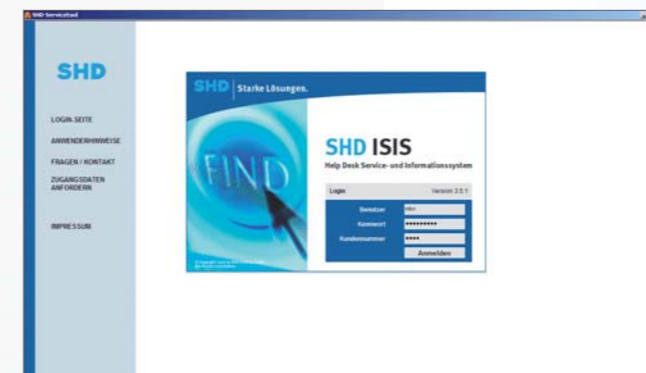 SHD-Servicetool
SHD
LOGIN-SEITE
ANWENDERHINWEISE
FRAGEN / KONTAKT
ZUGANGSDATEN
ANFORDERN
IMPRESSUM
SHD Starke Lösungen.
FIND
SHD ISIS
Help Desk Service- und Informationssystem
Login Version 3.5.1
Benutzer
Kennwort •••••••••
Kundennummer ••••
Anmelden